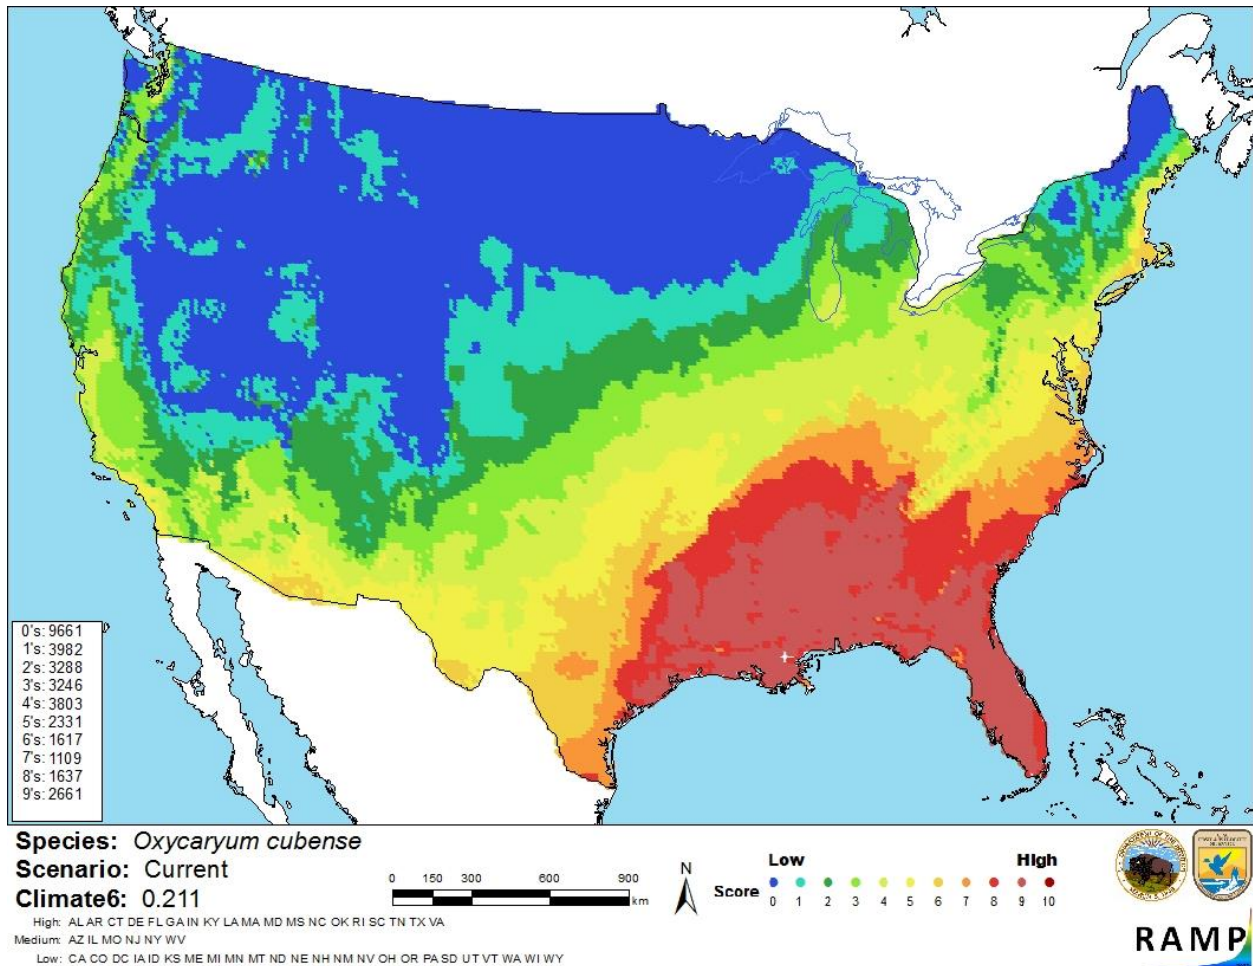 0's: 9661
1's: 3982
2's: 3288
3's: 3246
4's: 3803
5's: 2331
6's: 1617
7's: 1109
8's: 1637
9's: 2661
Species: Oxycaryum cubense
Scenario: Current
Climate6: 0.211
High: AL AR CT DE FL GA IN KY LA MA MD MS NC OK RI SC TN TX VA
Medium: AZ IL MO NJ NY WV
Low: CA CO DC IA ID KS ME MI MN MT ND NE NH NM NV OH OR PA SD UT VT WA WI WY
0 150 300 600 900
km
N
Low High
Score
0 1 2 3 4 5 6 7 8 9 10
RAMP